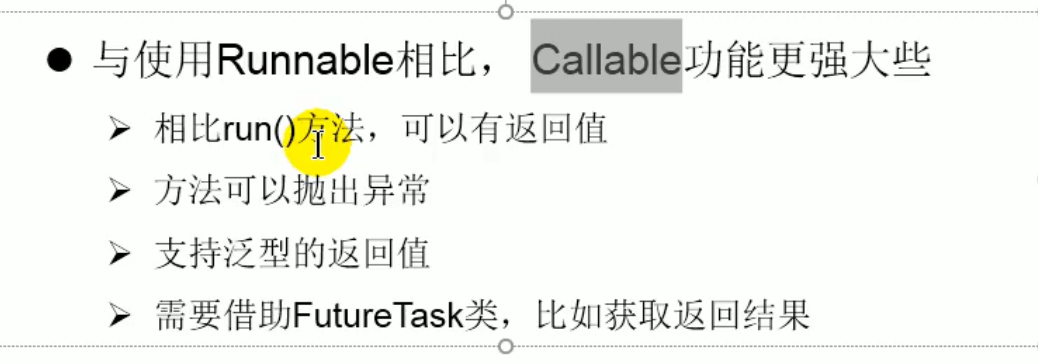 与使用Runnable相比， Callable功能更强大些
相比run()方法，可以有返回值
方法可以抛出异常
支持泛型的返回值
需要借助FutureTask类，比如获取返回结果